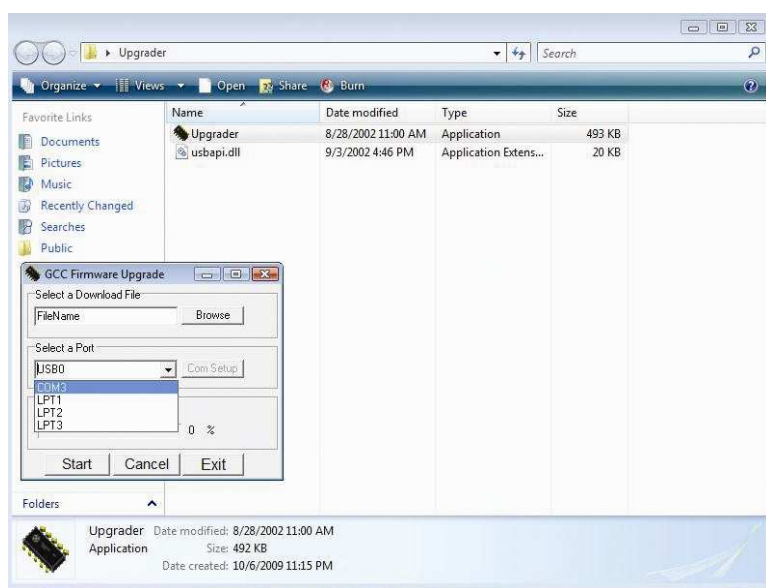 Upgrader
Search
Organize Views Open Share Burn
Favorite Links
Documents
Pictures
Music
Recently Changed
Searches
Public
Folders
Name Date modified Type Size
Upgrader 8/28/2002 11:00 AM Application 493 KB
usbapi.dll 9/3/2002 4:46 PM Application Extens... 20 KB
GCC Firmware Upgrade
Select a Download File
FileName Browse
Select a Port
USB0 Com Setup
COM3
LPT1
LPT2
LPT3
0 %
Start Cancel Exit
Upgrader Date modified: 8/28/2002 11:00 AM
Application Size: 492 KB
Date created: 10/6/2009 11:15 PM